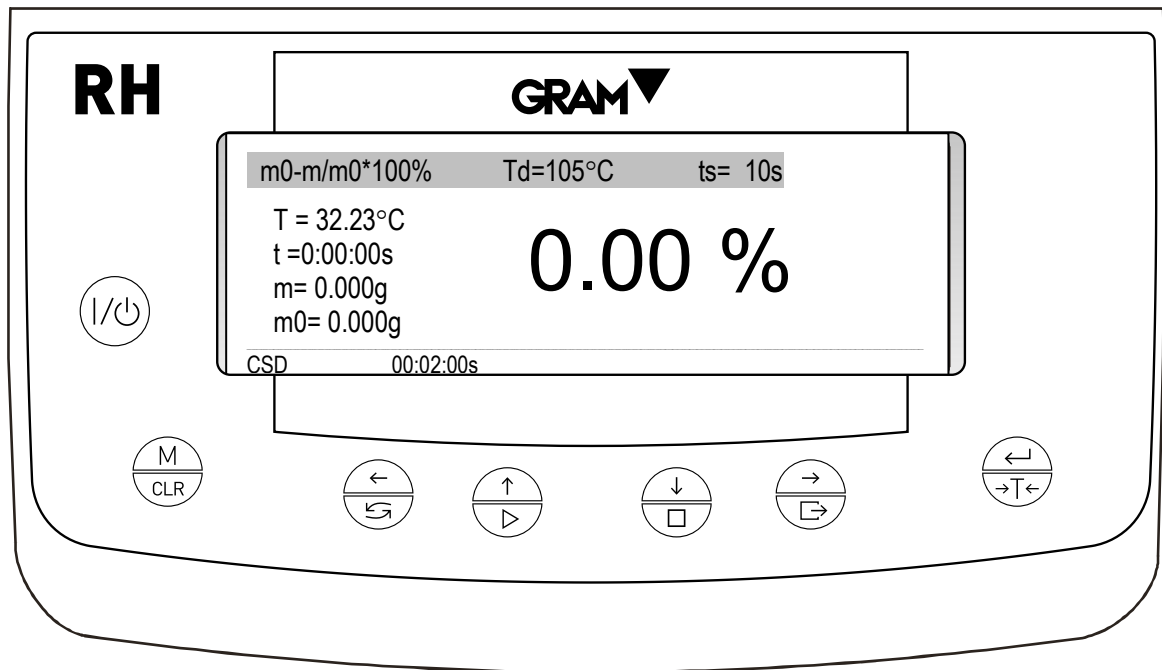 RH
GRAM
m0-m/m0*100% Td=105°C ts= 10s
T = 32.23°C
t =0:00:00s
m= 0.000g
m0= 0.000g
0.00 %
CSD 00:02:00s
I/⏻
M
CLR
←
↑
↓
→
↵
→T←